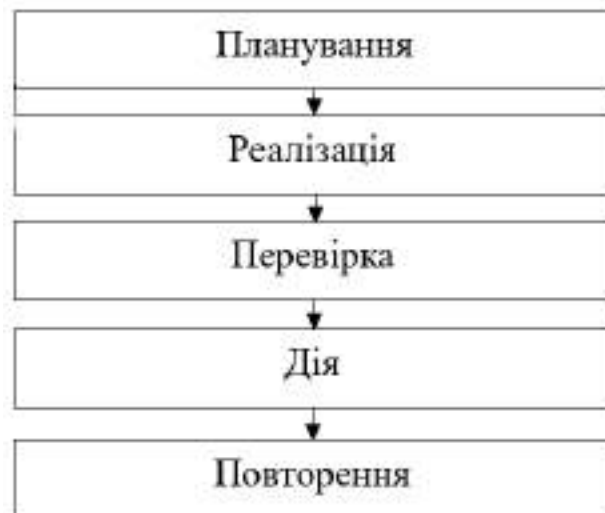 Планування
Реалізація
Перевірка
Дія
Повторення